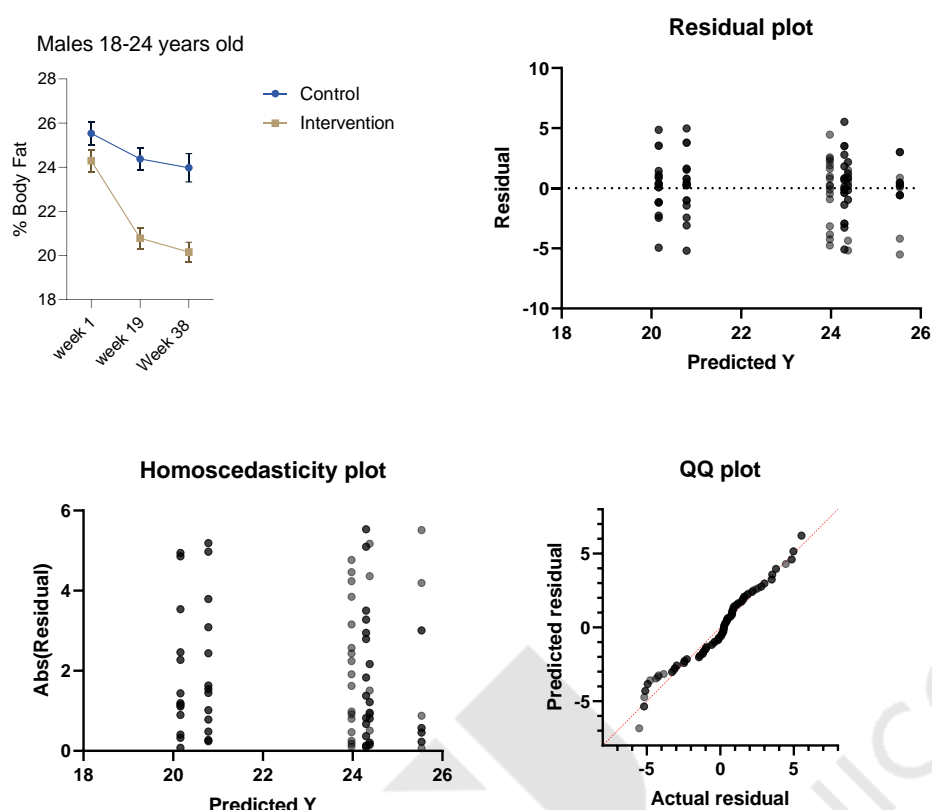 Males 18-24 years old
28
26
24
22
20
18
% Body Fat
week 1
week 19
Week 38
Control
Intervention
Residual plot
10
5
0
-5
-10
Residual
18 20 22 24 26
Predicted Y
Homoscedasticity plot
6
4
2
0
Abs(Residual)
18 20 22 24 26
Predicted Y
QQ plot
5
0
-5
Predicted residual
-5 0 5
Actual residual